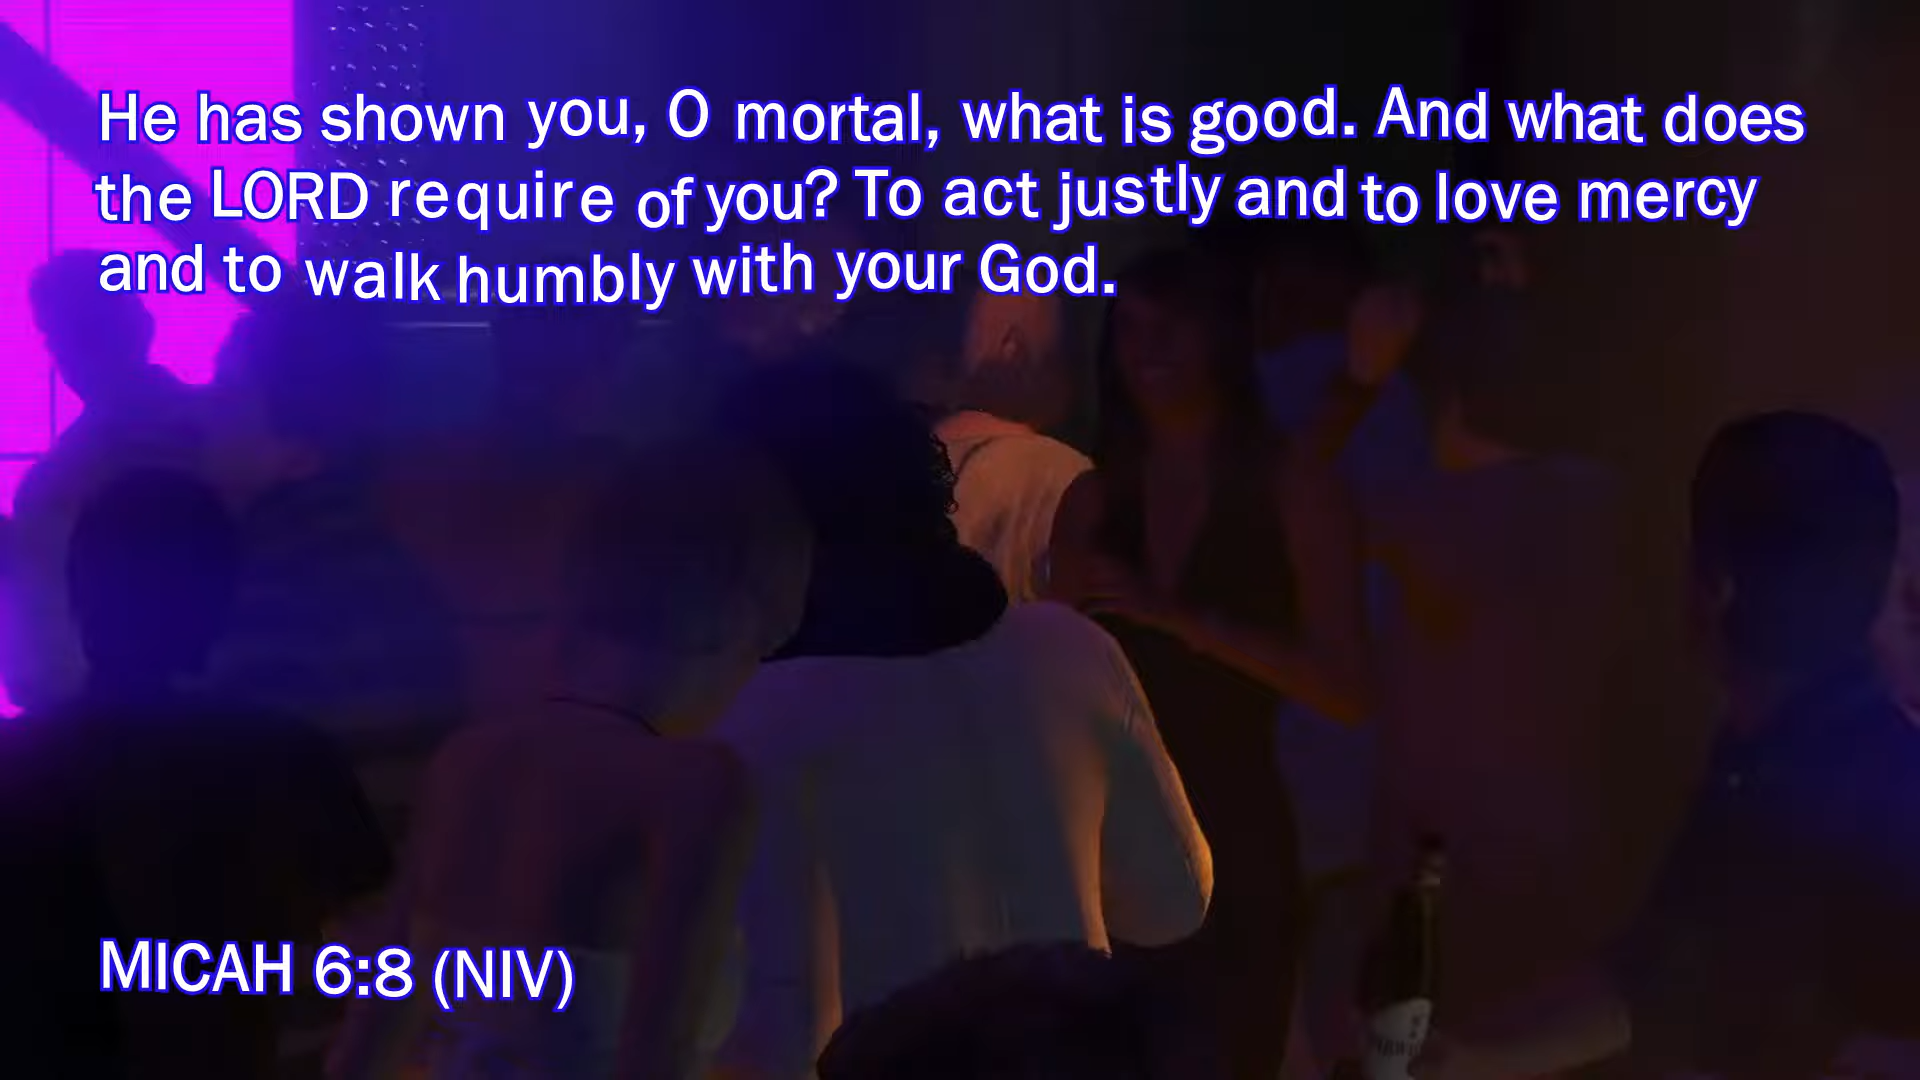 He has shown you, O mortal, what is good. And what does
the LORD require of you? To act justly and to love mercy
and to walk humbly with your God.
MICAH 6:8 (NIV)